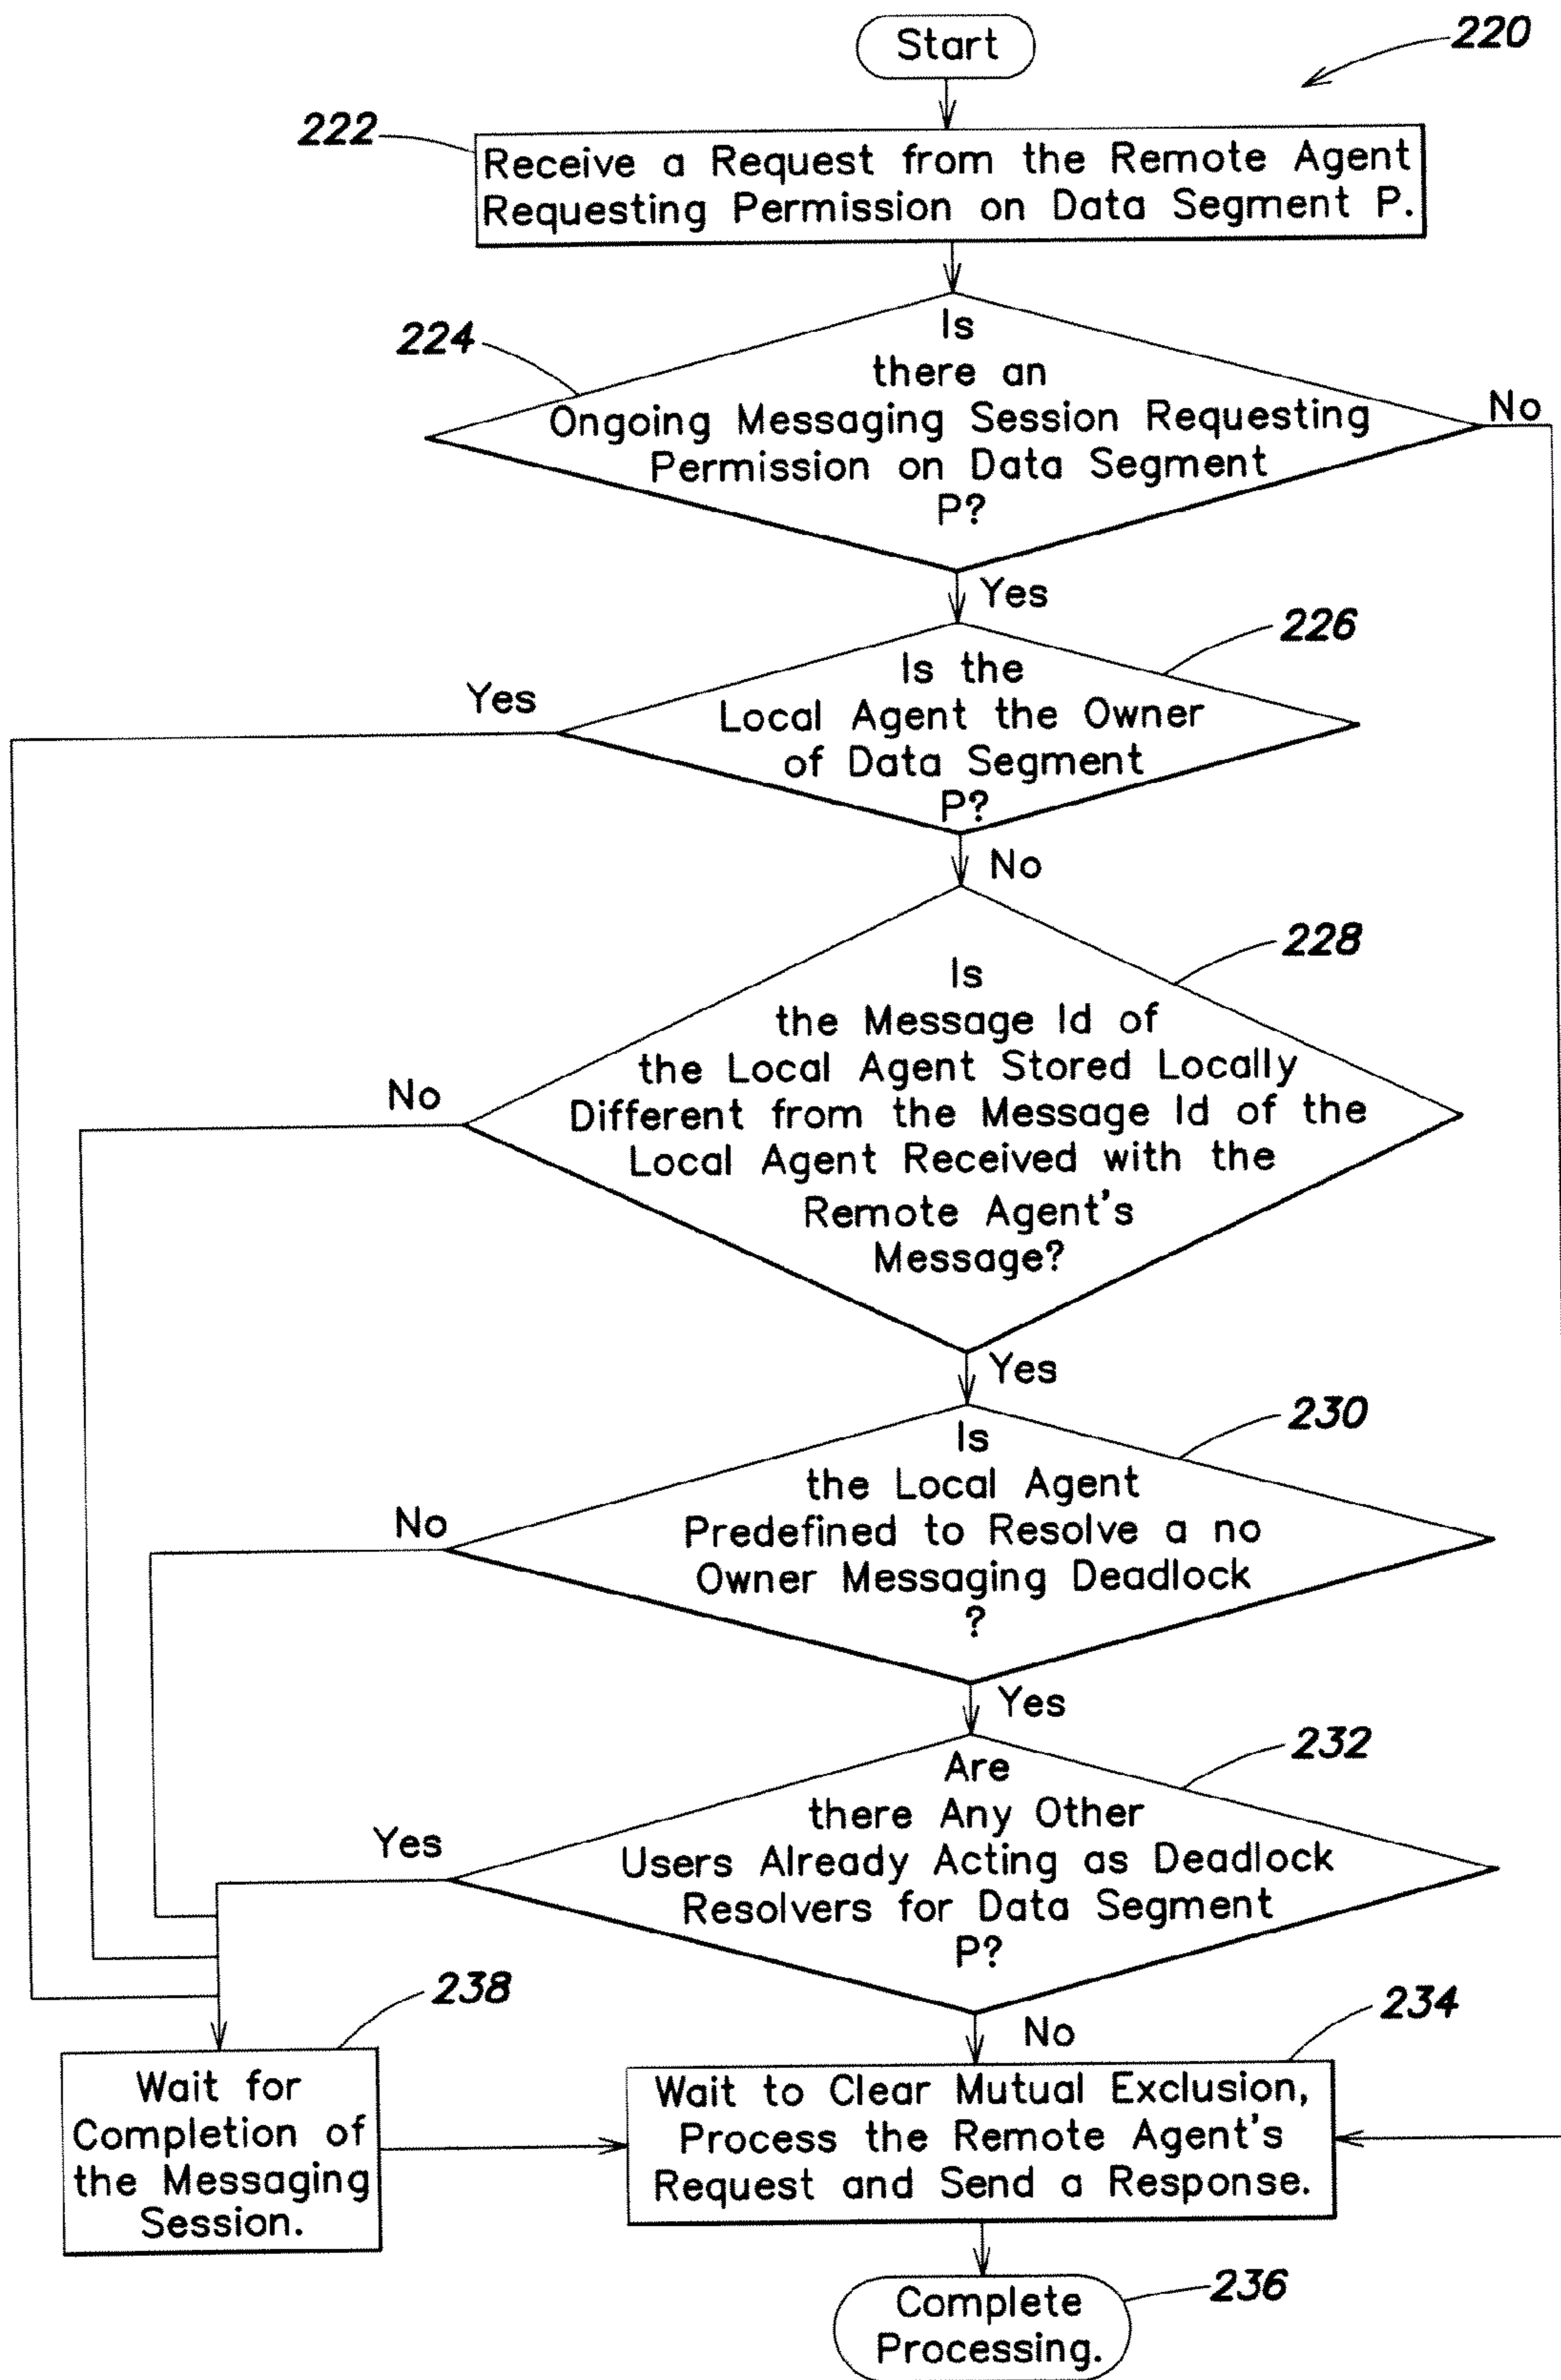 Start
220
222
Receive a Request from the Remote Agent
Requesting Permission on Data Segment P.
224
Is
there an
Ongoing Messaging Session Requesting
Permission on Data Segment
P?
No
Yes
226
Is the
Local Agent the Owner
of Data Segment
P?
Yes
No
228
Is
the Message Id of
the Local Agent Stored Locally
Different from the Message Id of the
Local Agent Received with the
Remote Agent's
Message?
No
Yes
230
Is
the Local Agent
Predefined to Resolve a no
Owner Messaging Deadlock
?
No
Yes
232
Are
there Any Other
Users Already Acting as Deadlock
Resolvers for Data Segment
P?
Yes
No
238
Wait for
Completion of
the Messaging
Session.
234
Wait to Clear Mutual Exclusion,
Process the Remote Agent's
Request and Send a Response.
236
Complete
Processing.